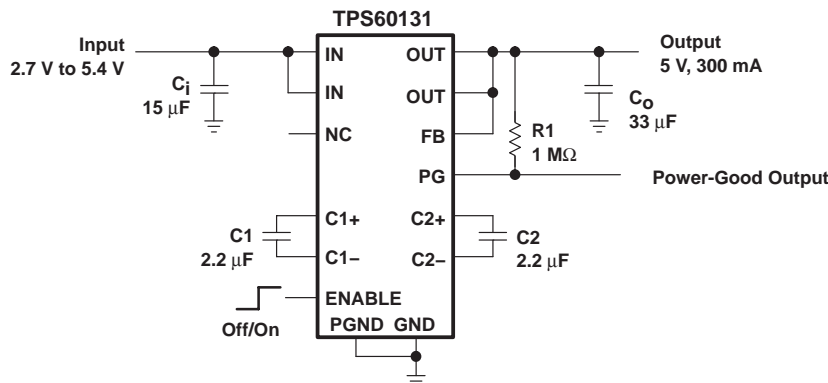 TPS60131
Input
2.7 V to 5.4 V
Ci
15 µF
IN
IN
NC
C1+
C1–
C1
2.2 µF
ENABLE
Off/On
PGND GND
OUT
OUT
FB
PG
C2+
C2–
C2
2.2 µF
R1
1 MΩ
Co
33 µF
Output
5 V, 300 mA
Power-Good Output